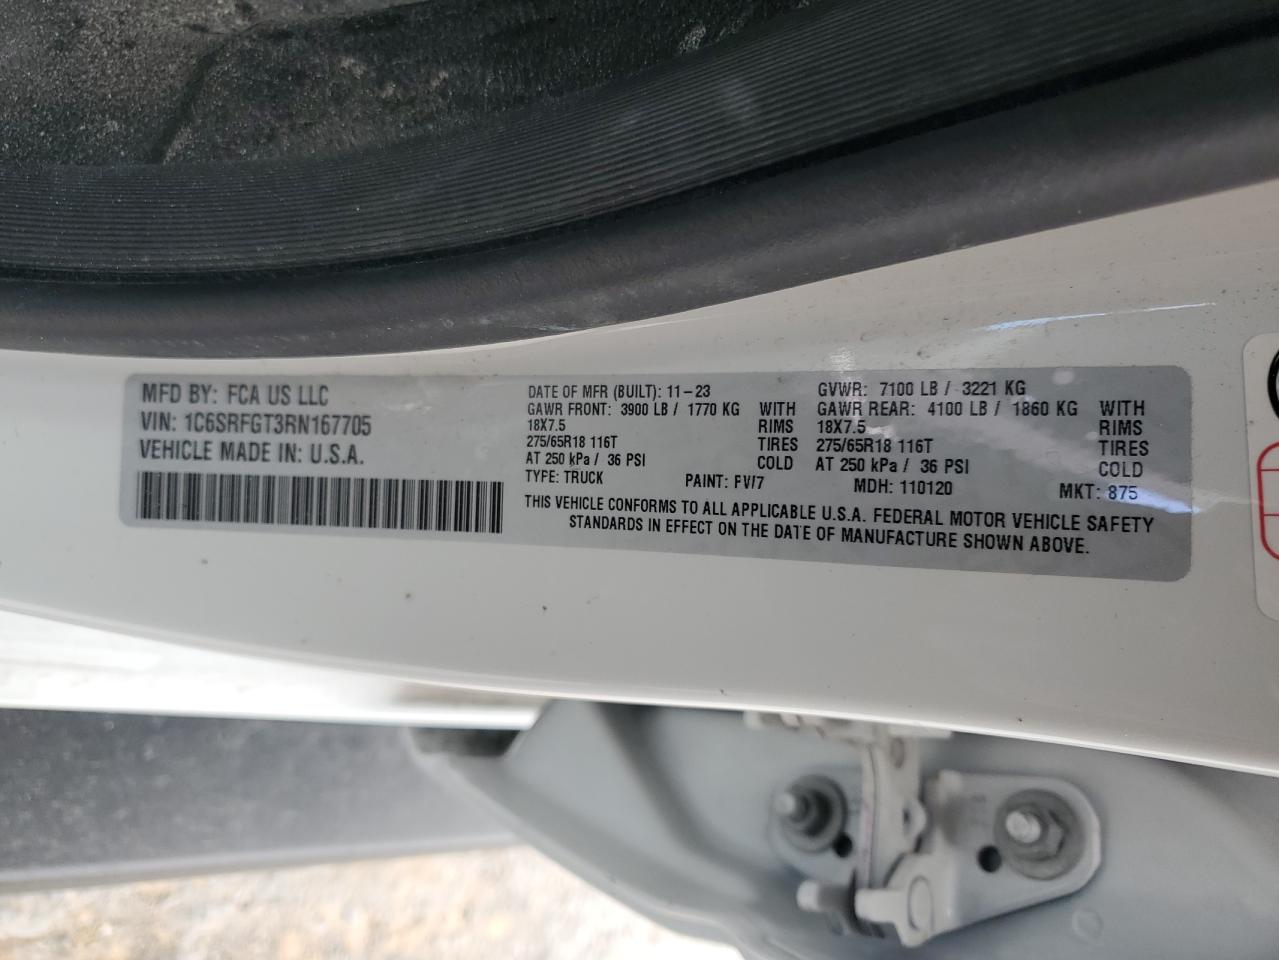 MFD BY: FCA US LLC
VIN: 1C6SRFGT3RN167705
VEHICLE MADE IN: U.S.A.
DATE OF MFR (BUILT): 11-23
GAWR FRONT: 3900 LB / 1770 KG WITH
18X7.5 RIMS
275/65R18 116T TIRES
AT 250 kPa / 36 PSI COLD
TYPE: TRUCK PAINT: FV/7
GVWR: 7100 LB / 3221 KG
GAWR REAR: 4100 LB / 1860 KG WITH
18X7.5 RIMS
275/65R18 116T TIRES
AT 250 kPa / 36 PSI COLD
MDH: 110120 MKT: 875
THIS VEHICLE CONFORMS TO ALL APPLICABLE U.S.A. FEDERAL MOTOR VEHICLE SAFETY
STANDARDS IN EFFECT ON THE DATE OF MANUFACTURE SHOWN ABOVE.